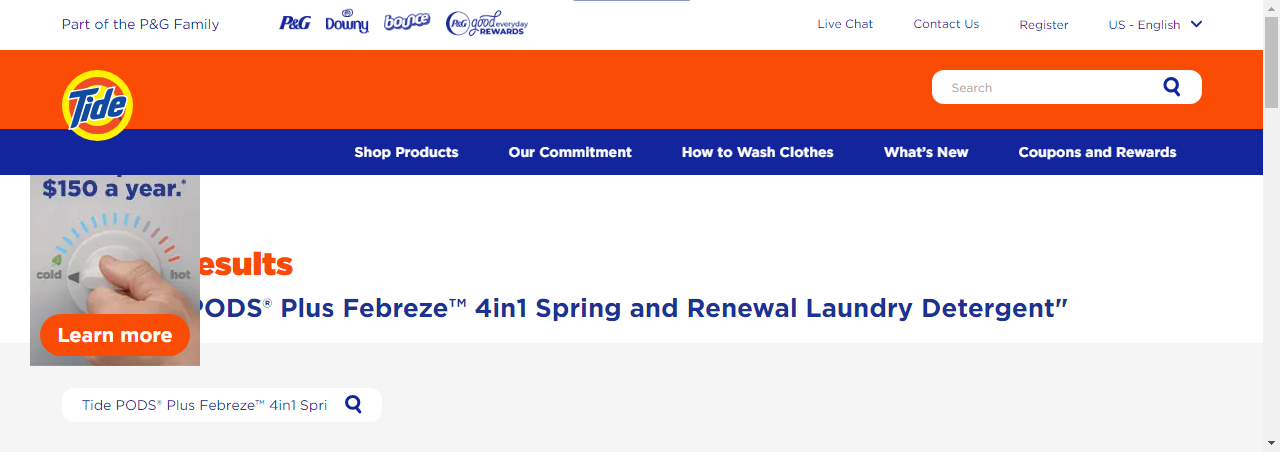 Part of the P&G Family
P&G
Downy
bounce
P&G good everyday
REWARDS
Live Chat
Contact Us
Register
US - English
Tide
Search
Shop Products
Our Commitment
How to Wash Clothes
What's New
Coupons and Rewards
$150 a year.*
cold
hot
Learn more
esults
PODS® Plus Febreze™ 4in1 Spring and Renewal Laundry Detergent"
Tide PODS® Plus Febreze™ 4in1 Spri